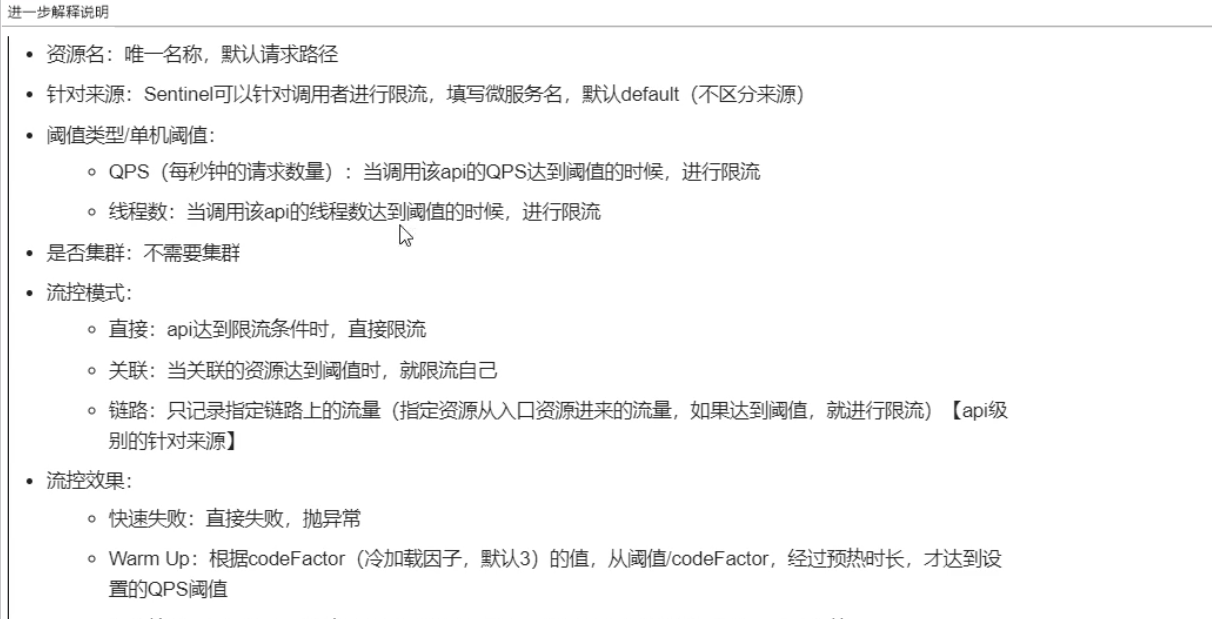 进一步解释说明
资源名：唯一名称，默认请求路径
针对来源：Sentinel可以针对调用者进行限流，填写微服务名，默认default（不区分来源）
阈值类型/单机阈值：
QPS（每秒钟的请求数量）：当调用该api的QPS达到阈值的时候，进行限流
线程数：当调用该api的线程数达到阈值的时候，进行限流
是否集群：不需要集群
流控模式：
直接：api达到限流条件时，直接限流
关联：当关联的资源达到阈值时，就限流自己
链路：只记录指定链路上的流量（指定资源从入口资源进来的流量，如果达到阈值，就进行限流）【api级
别的针对来源】
流控效果：
快速失败：直接失败，抛异常
Warm Up：根据codeFactor（冷加载因子，默认3）的值，从阈值/codeFactor，经过预热时长，才达到设
置的QPS阈值